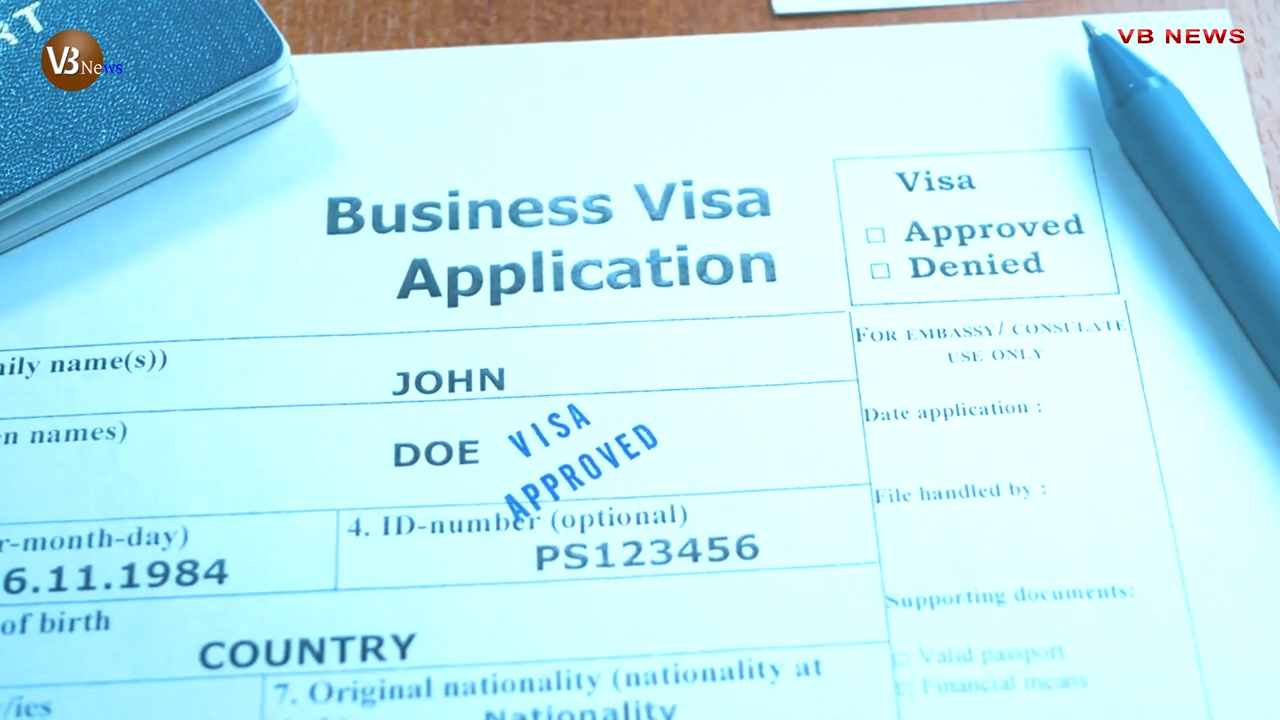 RT
VB News
VB NEWS
Business Visa
Application
Visa
□ Approved
□ Denied
FOR EMBASSY/ CONSULATE
USE ONLY
ily name(s))
JOHN
Date application :
n names)
DOE
VISA
APPROVED
File handled by :
r-month-day)
6.11.1984
4. ID-number (optional)
PS123456
Supporting documents:
□ Valid passport
□ Financial means
of birth
COUNTRY
/ies
7. Original nationality (nationality at
Nationality